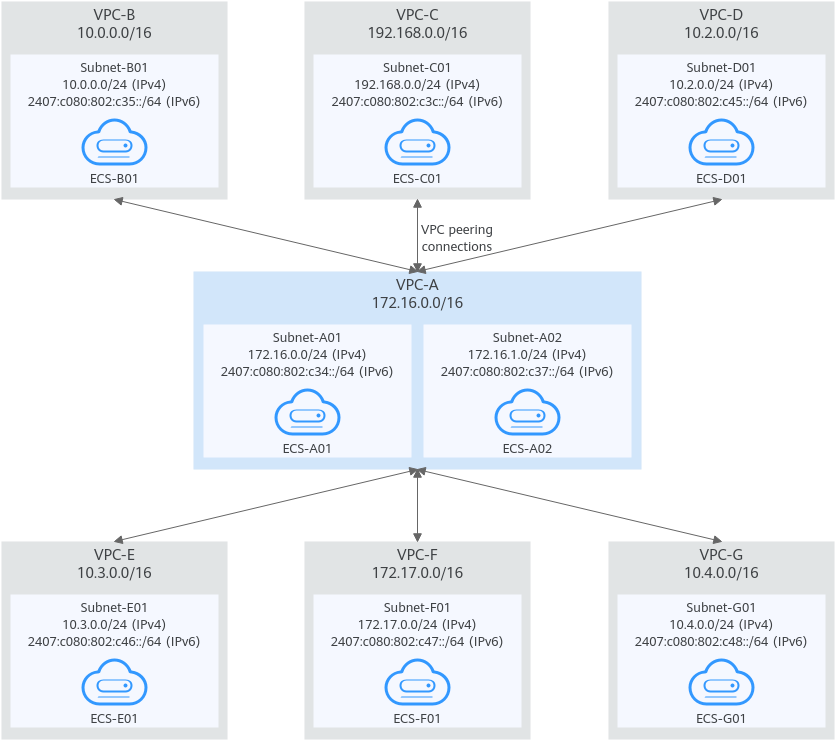 VPC-B
10.0.0.0/16
Subnet-B01
10.0.0.0/24 (IPv4)
2407:c080:802:c35::/64 (IPv6)
ECS-B01
VPC-C
192.168.0.0/16
Subnet-C01
192.168.0.0/24 (IPv4)
2407:c080:802:c3c::/64 (IPv6)
ECS-C01
VPC-D
10.2.0.0/16
Subnet-D01
10.2.0.0/24 (IPv4)
2407:c080:802:c45::/64 (IPv6)
ECS-D01
VPC peering
connections
VPC-A
172.16.0.0/16
Subnet-A01
172.16.0.0/24 (IPv4)
2407:c080:802:c34::/64 (IPv6)
ECS-A01
Subnet-A02
172.16.1.0/24 (IPv4)
2407:c080:802:c37::/64 (IPv6)
ECS-A02
VPC-E
10.3.0.0/16
Subnet-E01
10.3.0.0/24 (IPv4)
2407:c080:802:c46::/64 (IPv6)
ECS-E01
VPC-F
172.17.0.0/16
Subnet-F01
172.17.0.0/24 (IPv4)
2407:c080:802:c47::/64 (IPv6)
ECS-F01
VPC-G
10.4.0.0/16
Subnet-G01
10.4.0.0/24 (IPv4)
2407:c080:802:c48::/64 (IPv6)
ECS-G01